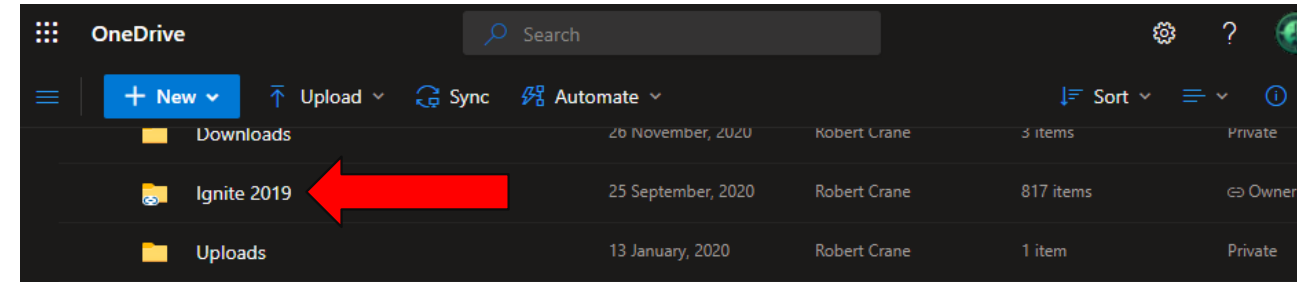 OneDrive Search ?
+ New Upload Sync Automate Sort
Downloads 26 November, 2020 Robert Crane 3 items Private
Ignite 2019 25 September, 2020 Robert Crane 817 items Owner
Uploads 13 January, 2020 Robert Crane 1 item Private